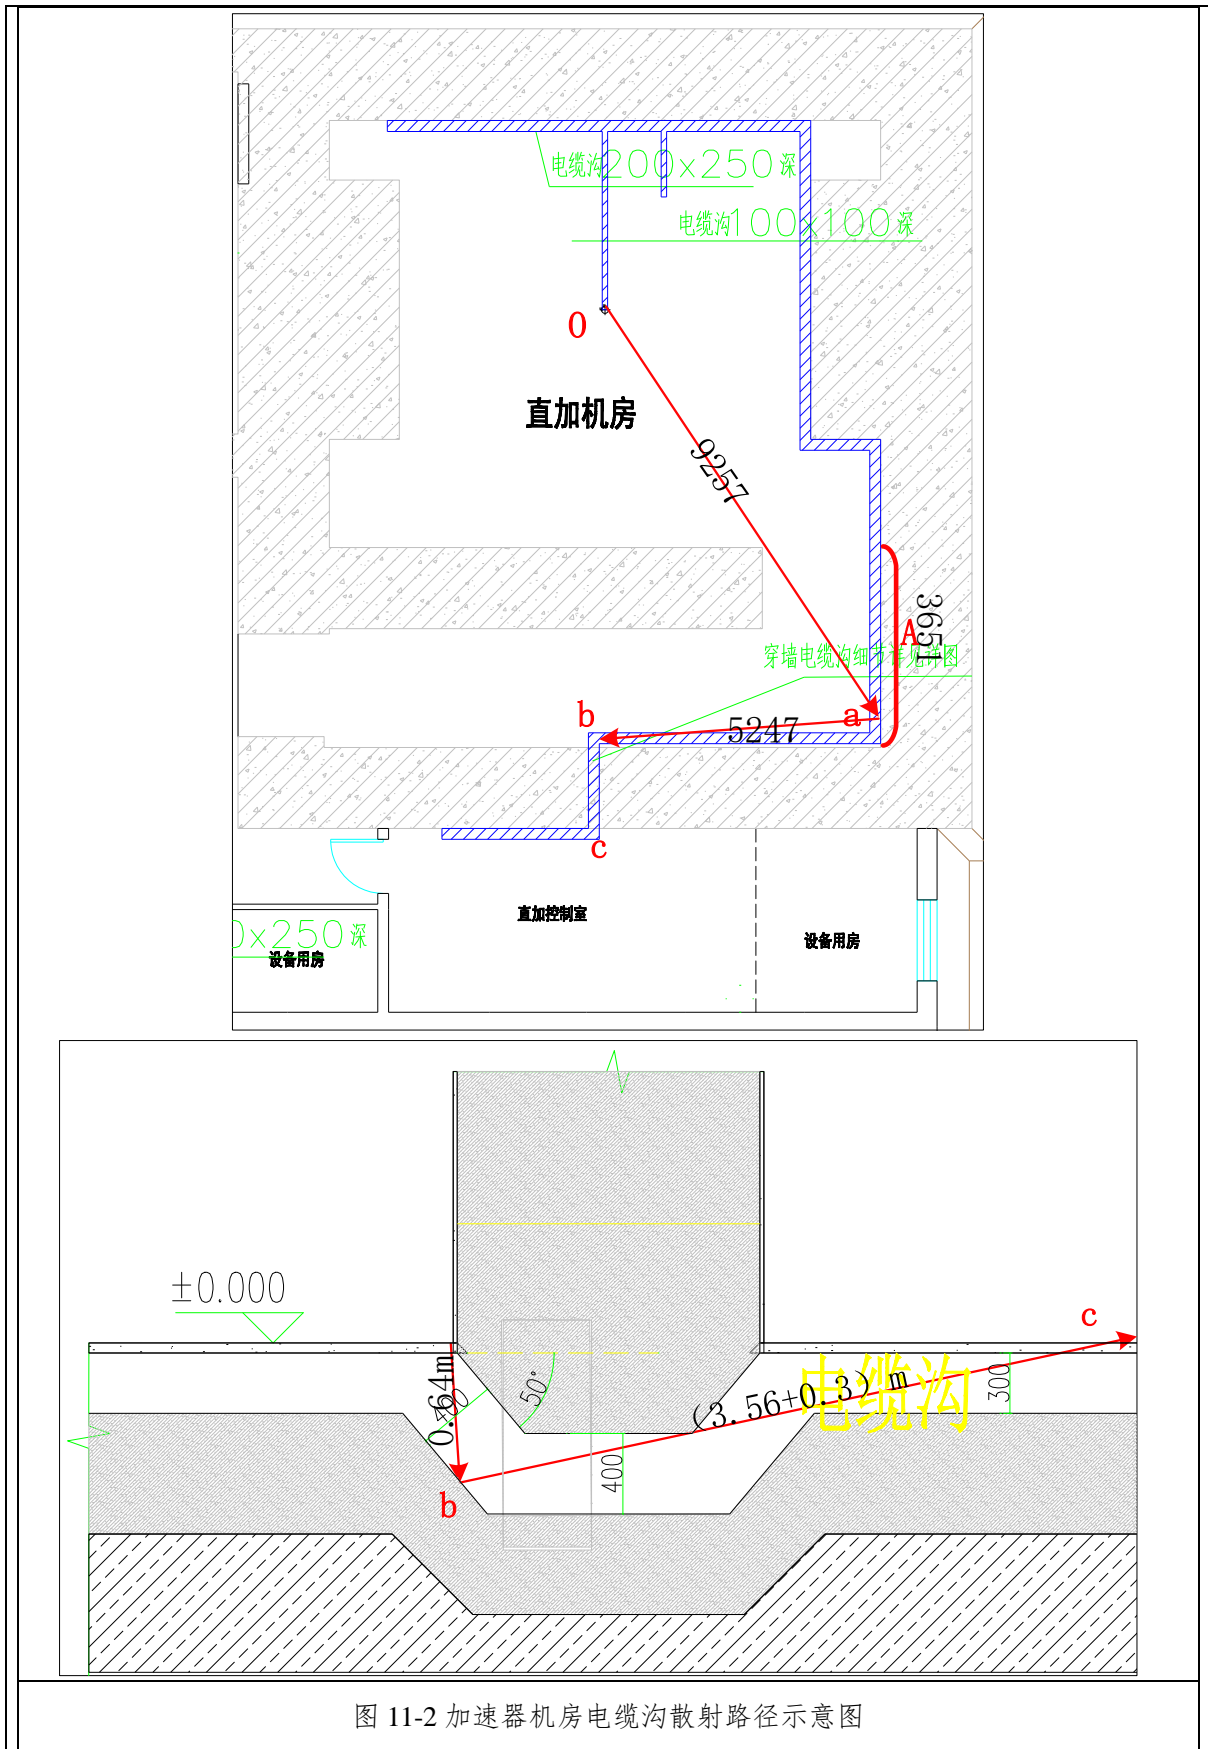 电缆沟200x250深
电缆沟100x100深
O
直加机房
9257
3651
A
穿墙电缆沟细节详见详图
b
a
5247
c
直加控制室
设备用房
0x250深
设备用房
±0.000
c
电缆沟
300
0.64m
50°
(3.56+0.3) m
400
b
图 11-2 加速器机房电缆沟散射路径示意图